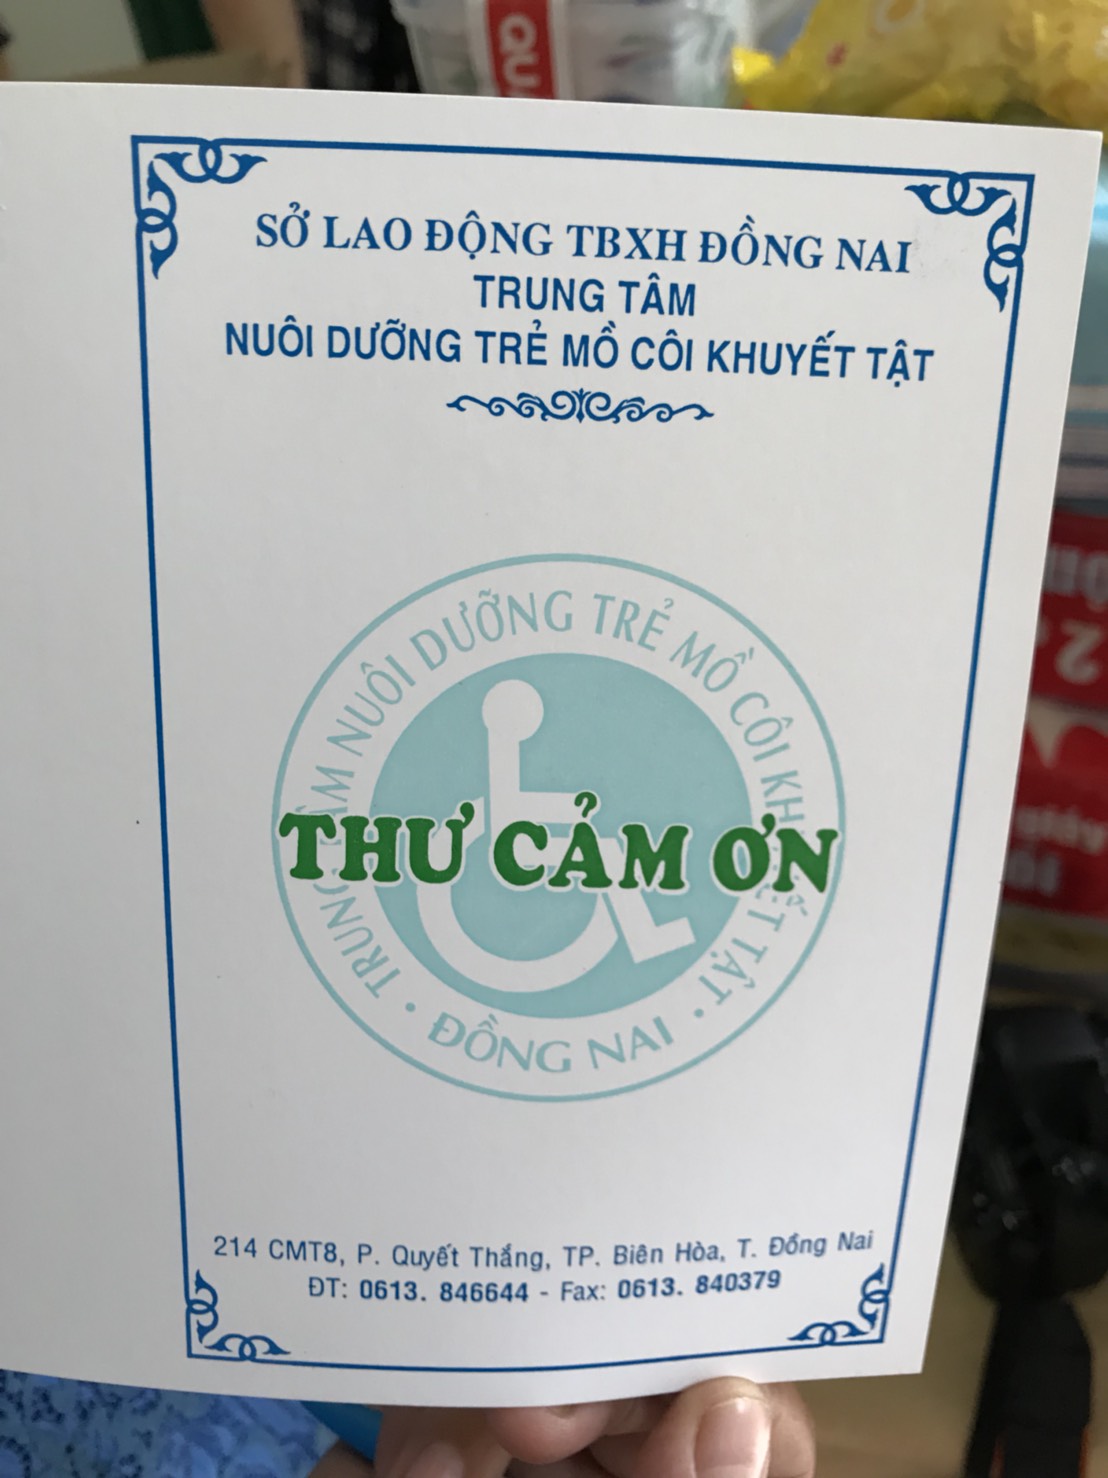 QU
SỞ LAO ĐỘNG TBXH ĐỒNG NAI
TRUNG TÂM
NUÔI DƯỠNG TRẺ MỒ CÔI KHUYẾT TẬT
TRUNG TÂM NUÔI DƯỠNG TRẺ MỒ CÔI KHUYẾT TẬT
THƯ CẢM ƠN
• ĐỒNG NAI •
214 CMT8, P. Quyết Thắng, TP. Biên Hòa, T. Đồng Nai
ĐT: 0613. 846644 - Fax: 0613. 840379